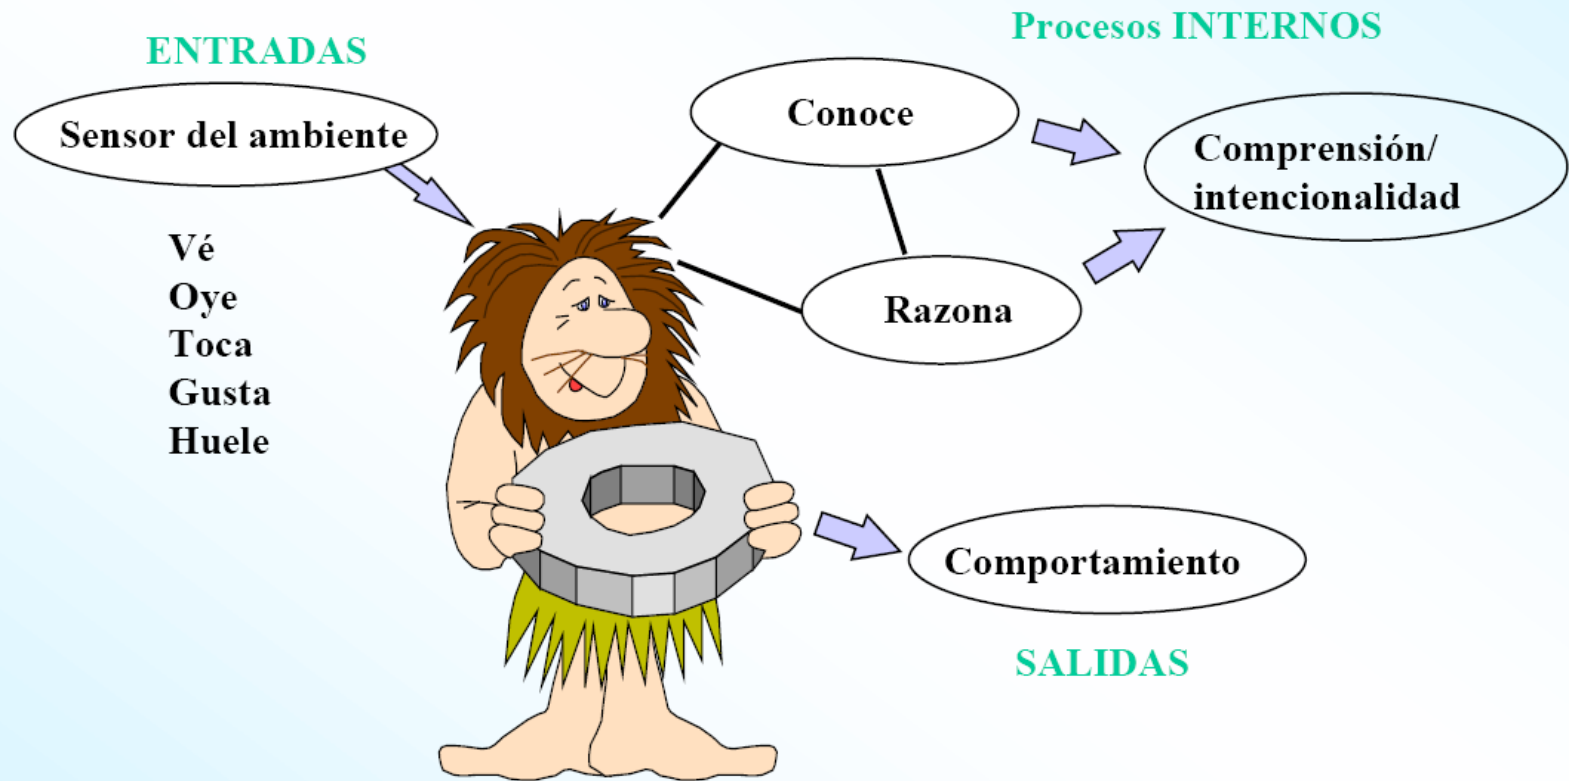 ENTRADAS
Sensor del ambiente
Vé
Oye
Toca
Gusta
Huele
Procesos INTERNOS
Conoce
Razona
Comprensión/
intencionalidad
Comportamiento
SALIDAS